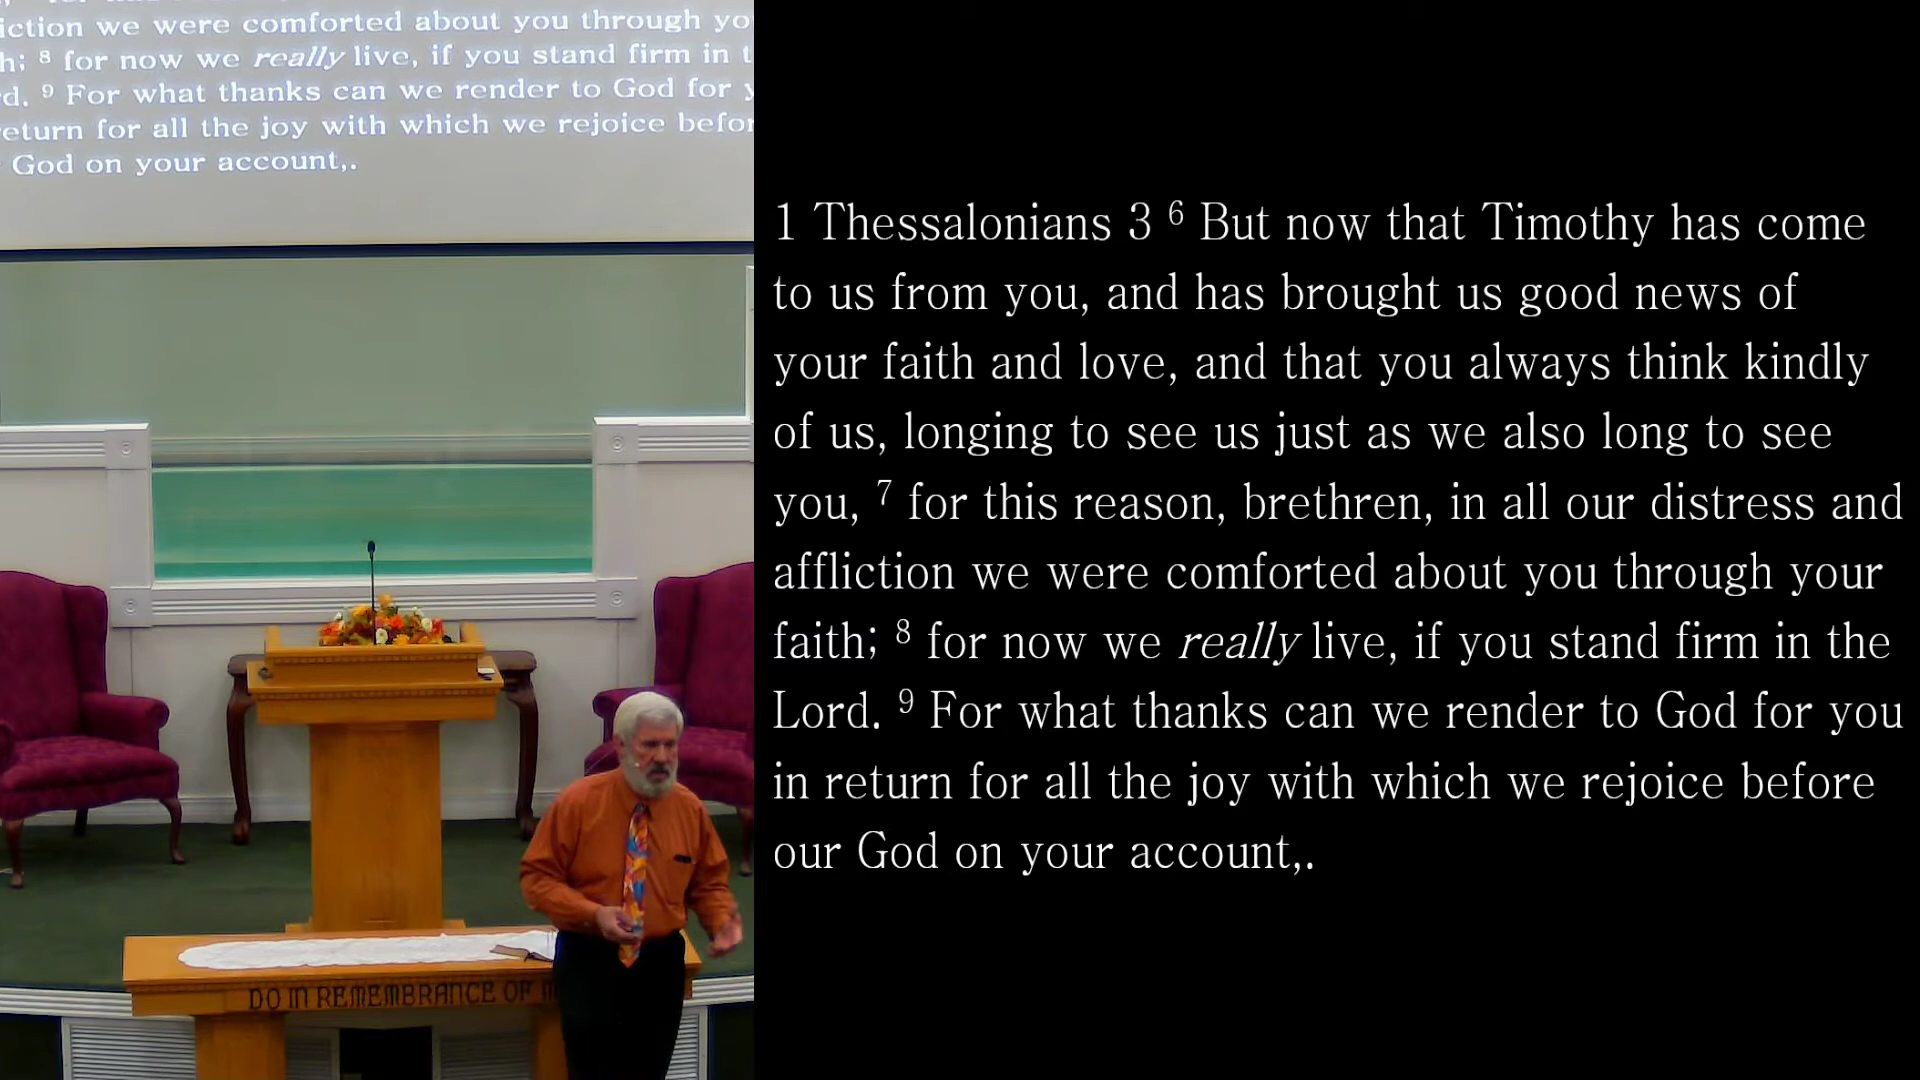 iction we were comforted about you through yo
h; 8 for now we really live, if you stand firm in t
d. 9 For what thanks can we render to God for y
eturn for all the joy with which we rejoice befor
God on your account,.
DO IN REMEMBRANCE OF M
1 Thessalonians 3 6 But now that Timothy has come
to us from you, and has brought us good news of
your faith and love, and that you always think kindly
of us, longing to see us just as we also long to see
you, 7 for this reason, brethren, in all our distress and
affliction we were comforted about you through your
faith; 8 for now we really live, if you stand firm in the
Lord. 9 For what thanks can we render to God for you
in return for all the joy with which we rejoice before
our God on your account,.